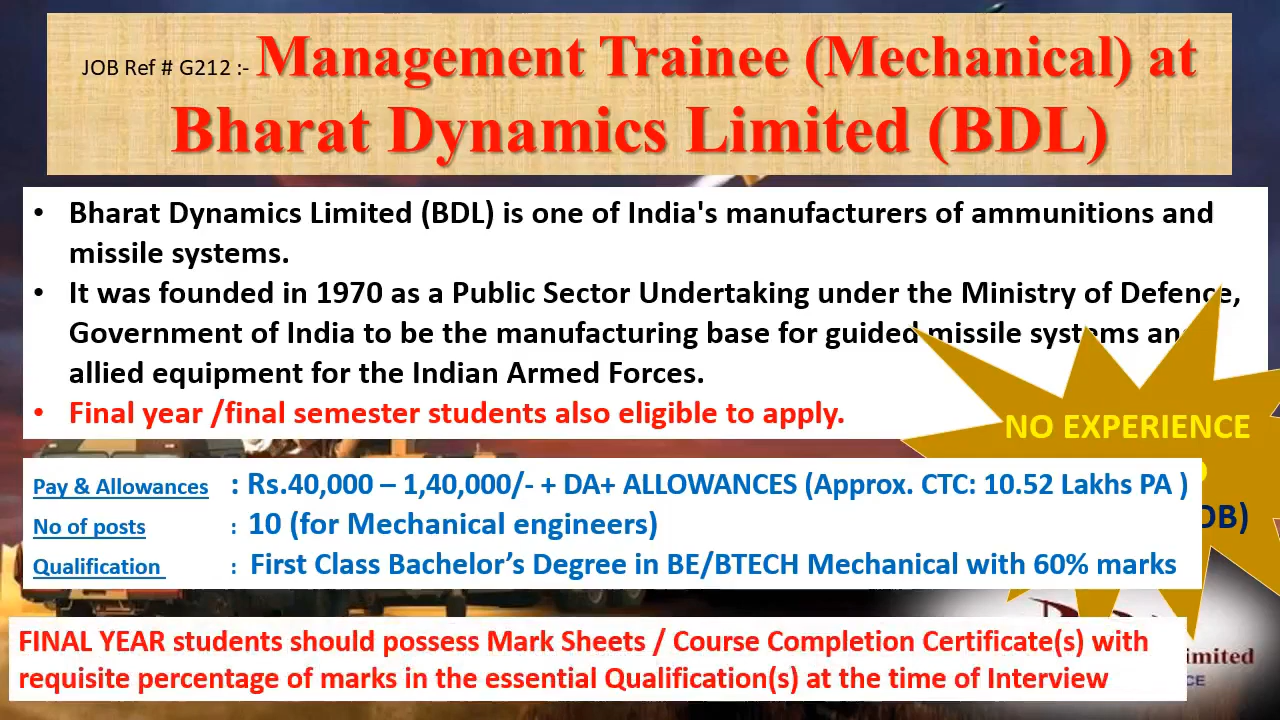 JOB Ref # G212 :- Management Trainee (Mechanical) at
Bharat Dynamics Limited (BDL)
• Bharat Dynamics Limited (BDL) is one of India's manufacturers of ammunitions and
missile systems.
• It was founded in 1970 as a Public Sector Undertaking under the Ministry of Defence,
Government of India to be the manufacturing base for guided missile systems an
allied equipment for the Indian Armed Forces.
• Final year /final semester students also eligible to apply.
NO EXPERIENCE
OB)
Pay & Allowances : Rs.40,000 – 1,40,000/- + DA+ ALLOWANCES (Approx. CTC: 10.52 Lakhs PA )
No of posts : 10 (for Mechanical engineers)
Qualification : First Class Bachelor’s Degree in BE/BTECH Mechanical with 60% marks
FINAL YEAR students should possess Mark Sheets / Course Completion Certificate(s) with
requisite percentage of marks in the essential Qualification(s) at the time of Interview
imited
CE